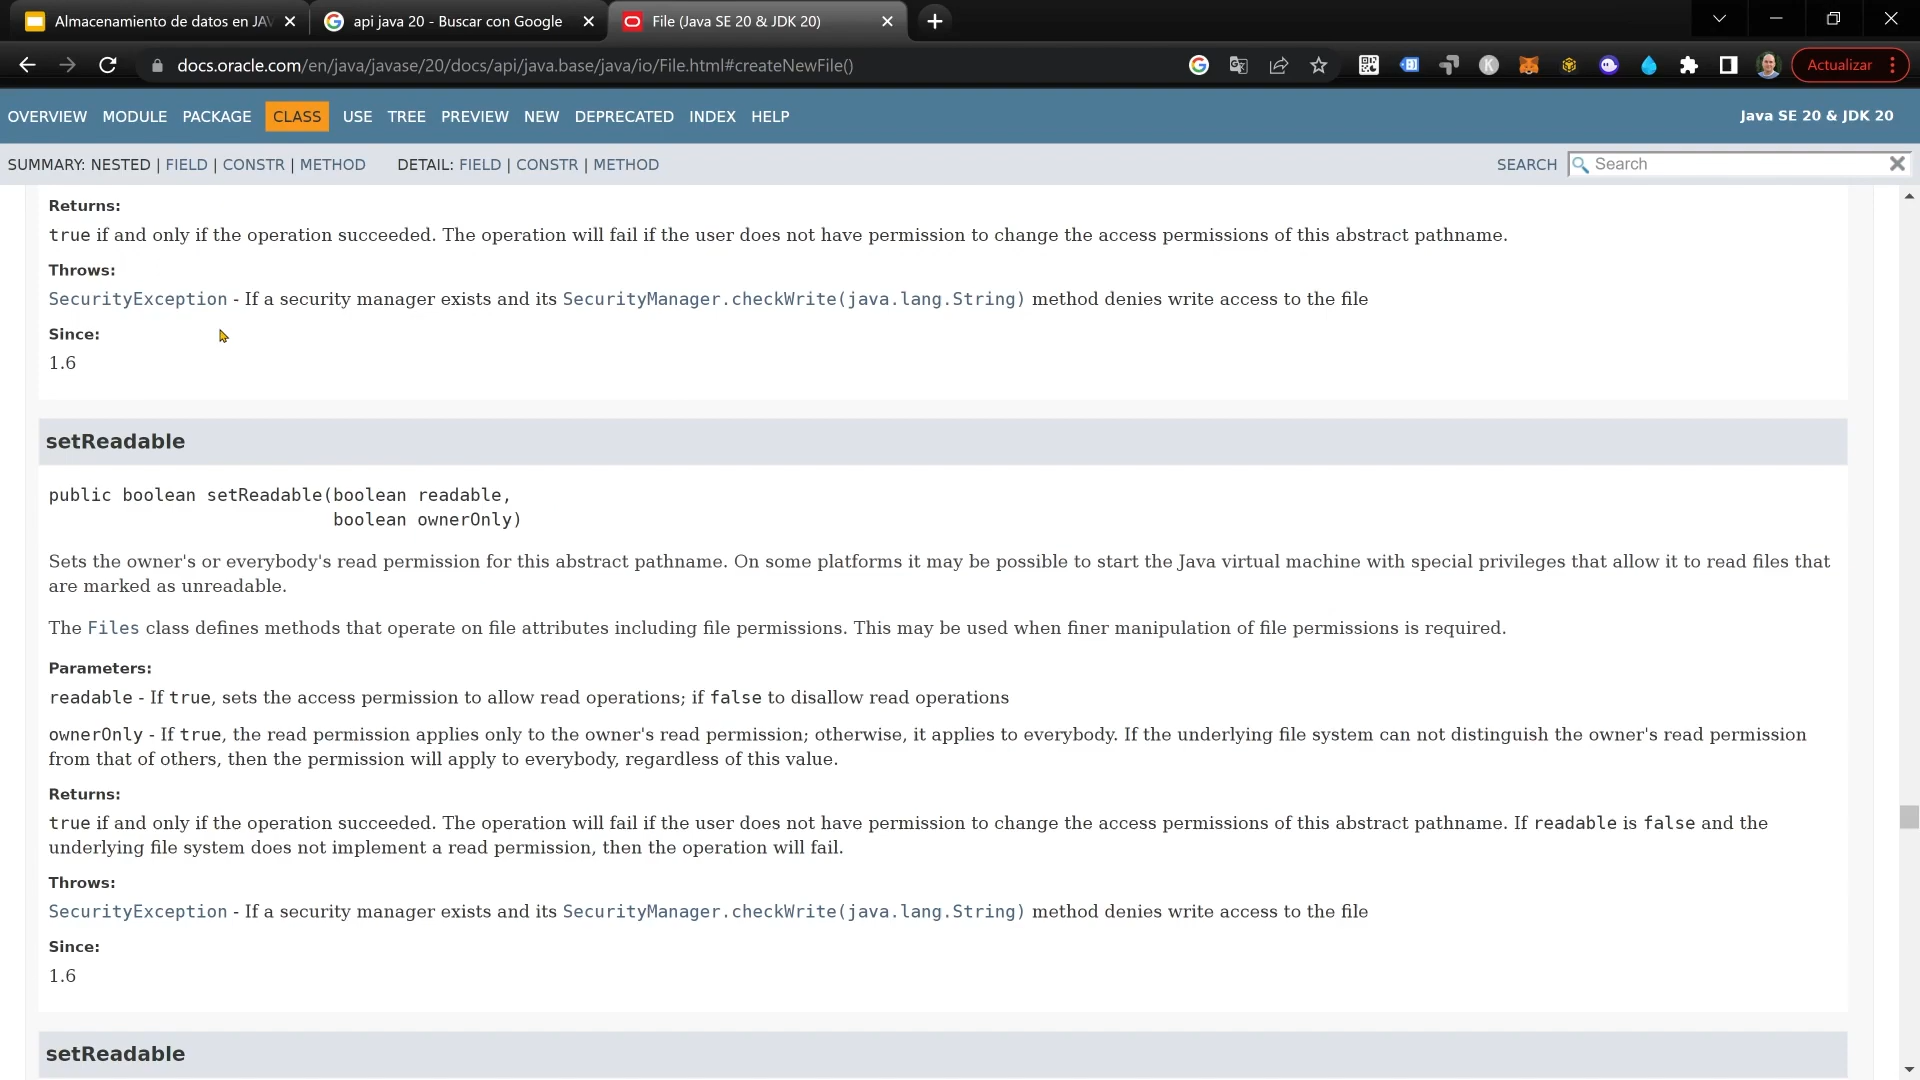 Almacenamiento de datos en JAV
api java 20 - Buscar con Google
File (Java SE 20 & JDK 20)
docs.oracle.com/en/java/javase/20/docs/api/java.base/java/io/File.html#createNewFile()
Actualizar
OVERVIEW MODULE PACKAGE CLASS USE TREE PREVIEW NEW DEPRECATED INDEX HELP
Java SE 20 & JDK 20
SUMMARY: NESTED | FIELD | CONSTR | METHOD DETAIL: FIELD | CONSTR | METHOD
SEARCH Search
Returns:
true if and only if the operation succeeded. The operation will fail if the user does not have permission to change the access permissions of this abstract pathname.
Throws:
SecurityException - If a security manager exists and its SecurityManager.checkWrite(java.lang.String) method denies write access to the file
Since:
1.6
setReadable
public boolean setReadable(boolean readable,
boolean ownerOnly)
Sets the owner's or everybody's read permission for this abstract pathname. On some platforms it may be possible to start the Java virtual machine with special privileges that allow it to read files that
are marked as unreadable.
The Files class defines methods that operate on file attributes including file permissions. This may be used when finer manipulation of file permissions is required.
Parameters:
readable - If true, sets the access permission to allow read operations; if false to disallow read operations
ownerOnly - If true, the read permission applies only to the owner's read permission; otherwise, it applies to everybody. If the underlying file system can not distinguish the owner's read permission
from that of others, then the permission will apply to everybody, regardless of this value.
Returns:
true if and only if the operation succeeded. The operation will fail if the user does not have permission to change the access permissions of this abstract pathname. If readable is false and the
underlying file system does not implement a read permission, then the operation will fail.
Throws:
SecurityException - If a security manager exists and its SecurityManager.checkWrite(java.lang.String) method denies write access to the file
Since:
1.6
setReadable